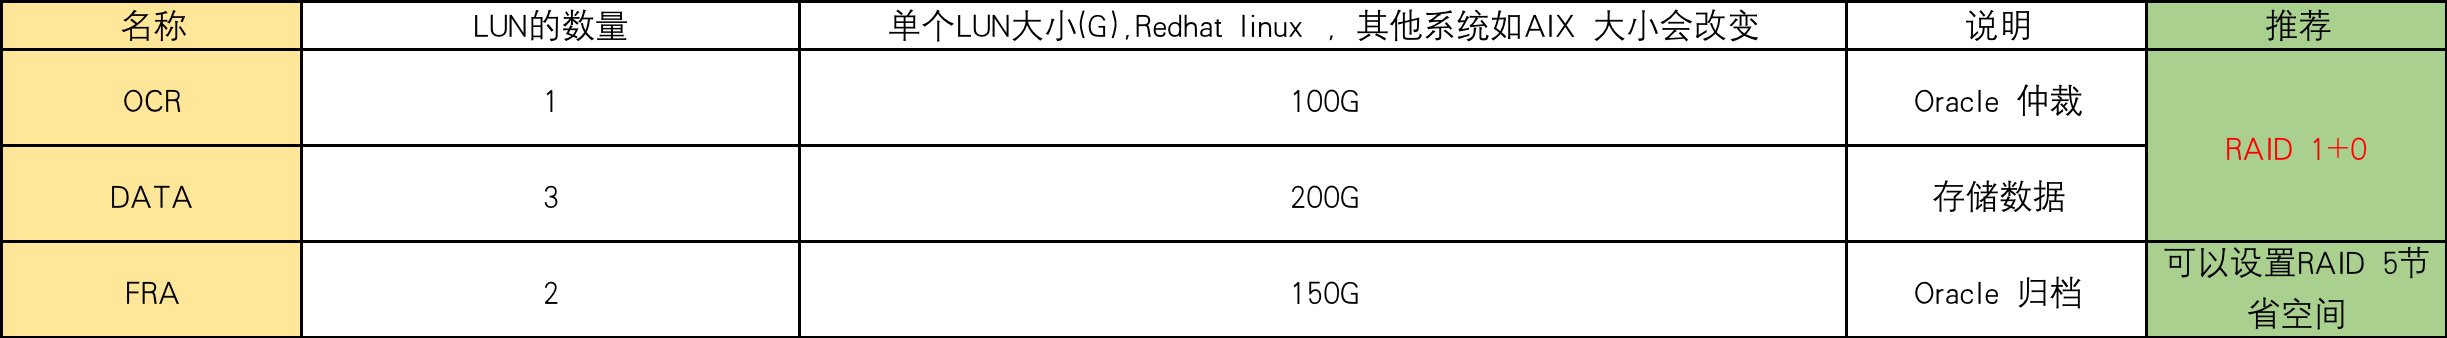 名称 LUN的数量 单个LUN大小(G),Redhat linux ，其他系统如AIX 大小会改变 说明 推荐
OCR 1 100G Oracle 仲裁
RAID 1+0
DATA 3 200G 存储数据
FRA 2 150G Oracle 归档 可以设置RAID 5节
省空间